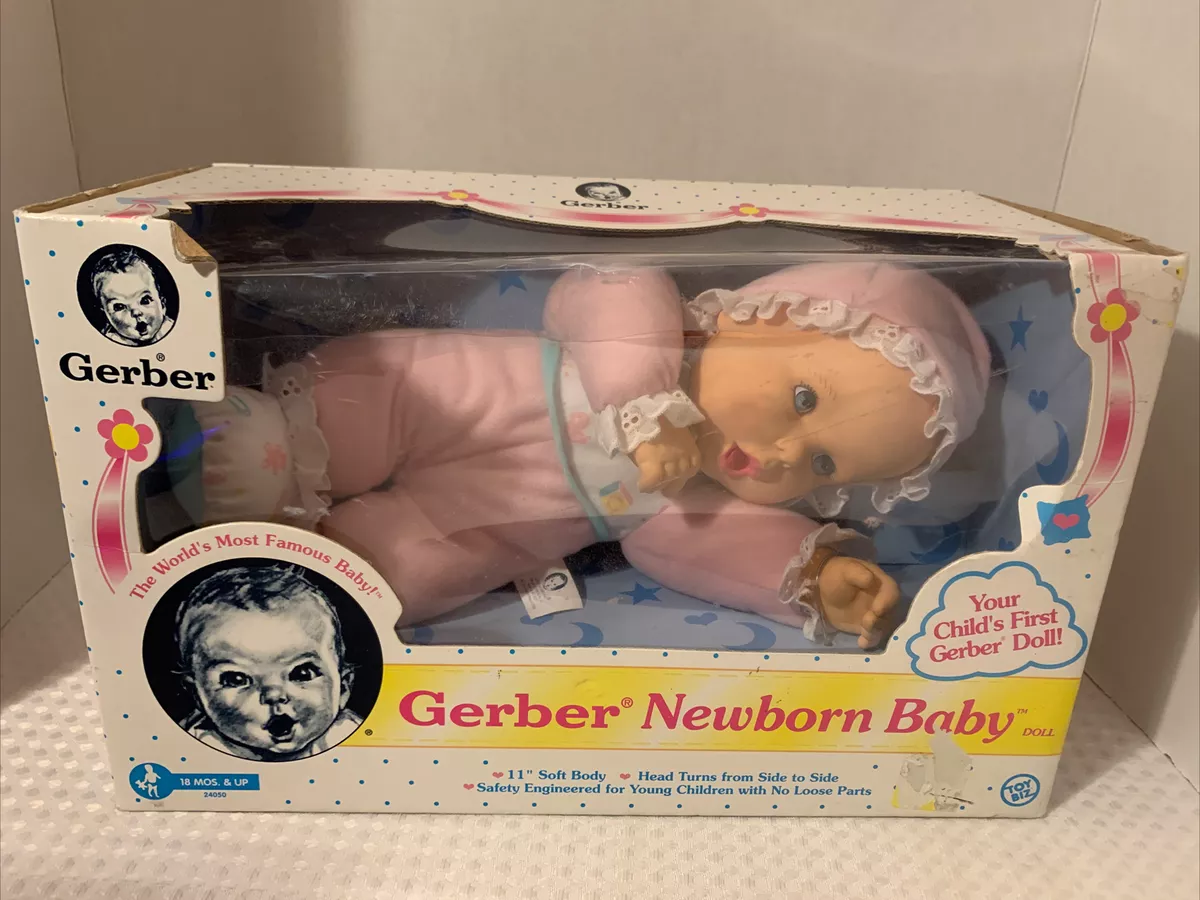 Gerber
Gerber®
The World's Most Famous Baby!™
Your
Child's First
Gerber® Doll!
Gerber® Newborn Baby™
DOLL
®
♥ 11" Soft Body ♥ Head Turns from Side to Side
♥ Safety Engineered for Young Children with No Loose Parts
18 MOS. & UP
24050
TOY
BIZ